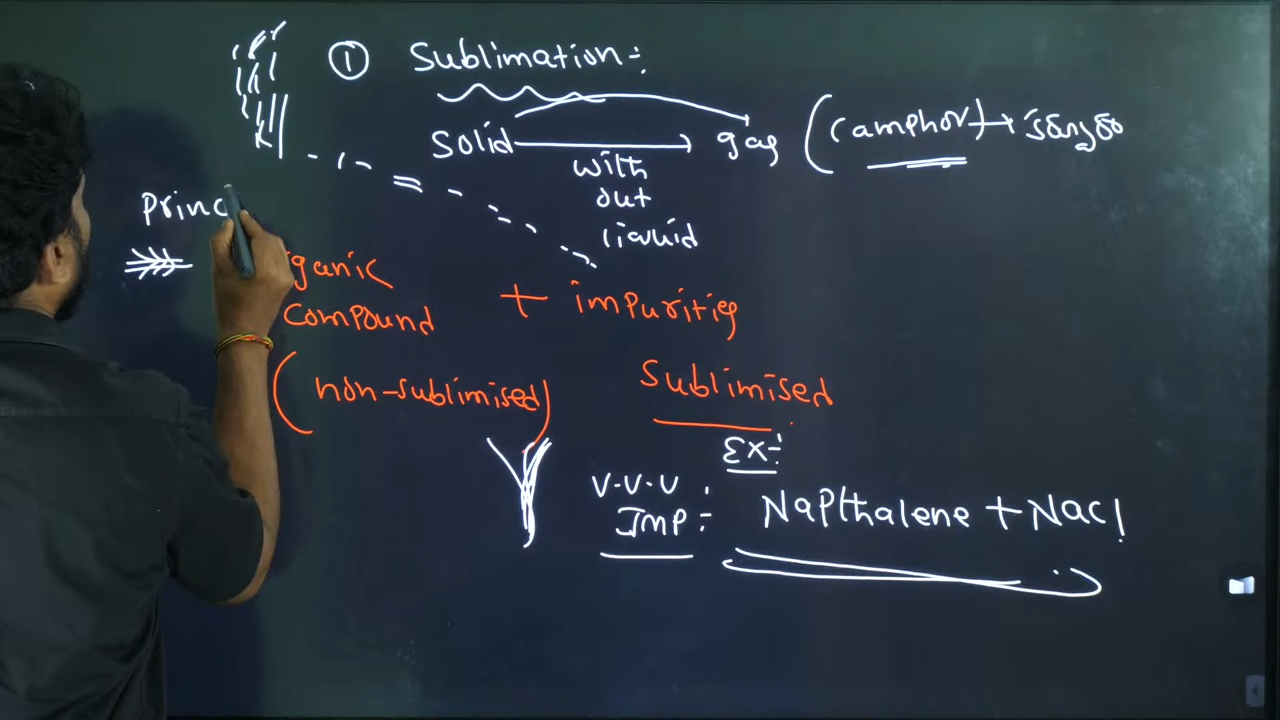 ① Sublimation:-
Solid → gas (Camphor) → కర్పూరం
with
out
liquid
princ
ganic
compound + impurities
(non-sublimised) Sublimised
Ex:-
V.V.V
IMP:- Napthalene + Nacl